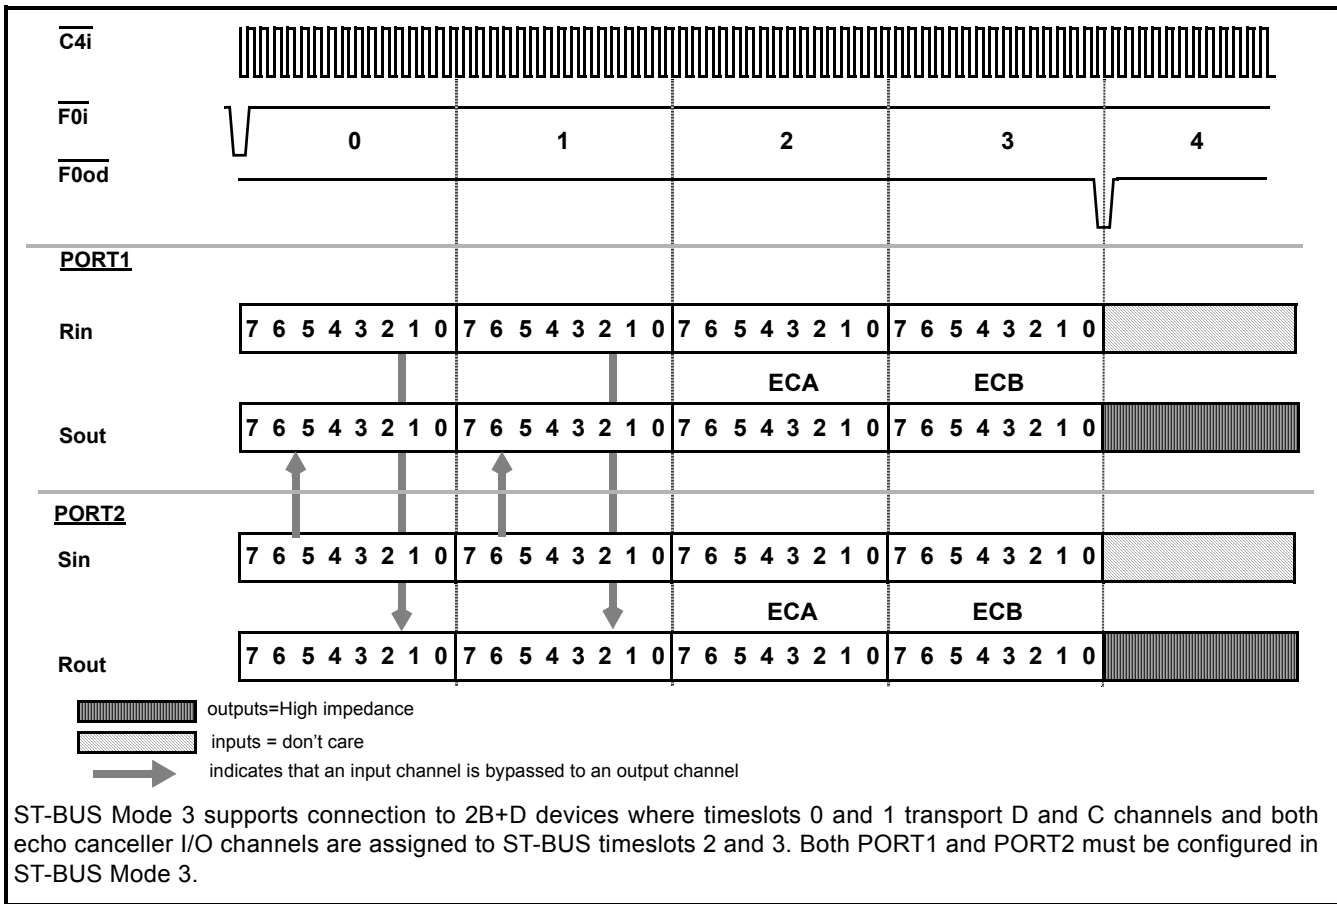 C4i
F0i
0 1 2 3 4
F0od
PORT1
Rin 7 6 5 4 3 2 1 0 7 6 5 4 3 2 1 0 7 6 5 4 3 2 1 0 7 6 5 4 3 2 1 0
ECA ECB
Sout 7 6 5 4 3 2 1 0 7 6 5 4 3 2 1 0 7 6 5 4 3 2 1 0 7 6 5 4 3 2 1 0
PORT2
Sin 7 6 5 4 3 2 1 0 7 6 5 4 3 2 1 0 7 6 5 4 3 2 1 0 7 6 5 4 3 2 1 0
ECA ECB
Rout 7 6 5 4 3 2 1 0 7 6 5 4 3 2 1 0 7 6 5 4 3 2 1 0 7 6 5 4 3 2 1 0
outputs=High impedance
inputs = don't care
indicates that an input channel is bypassed to an output channel
ST-BUS Mode 3 supports connection to 2B+D devices where timeslots 0 and 1 transport D and C channels and both
echo canceller I/O channels are assigned to ST-BUS timeslots 2 and 3. Both PORT1 and PORT2 must be configured in
ST-BUS Mode 3.